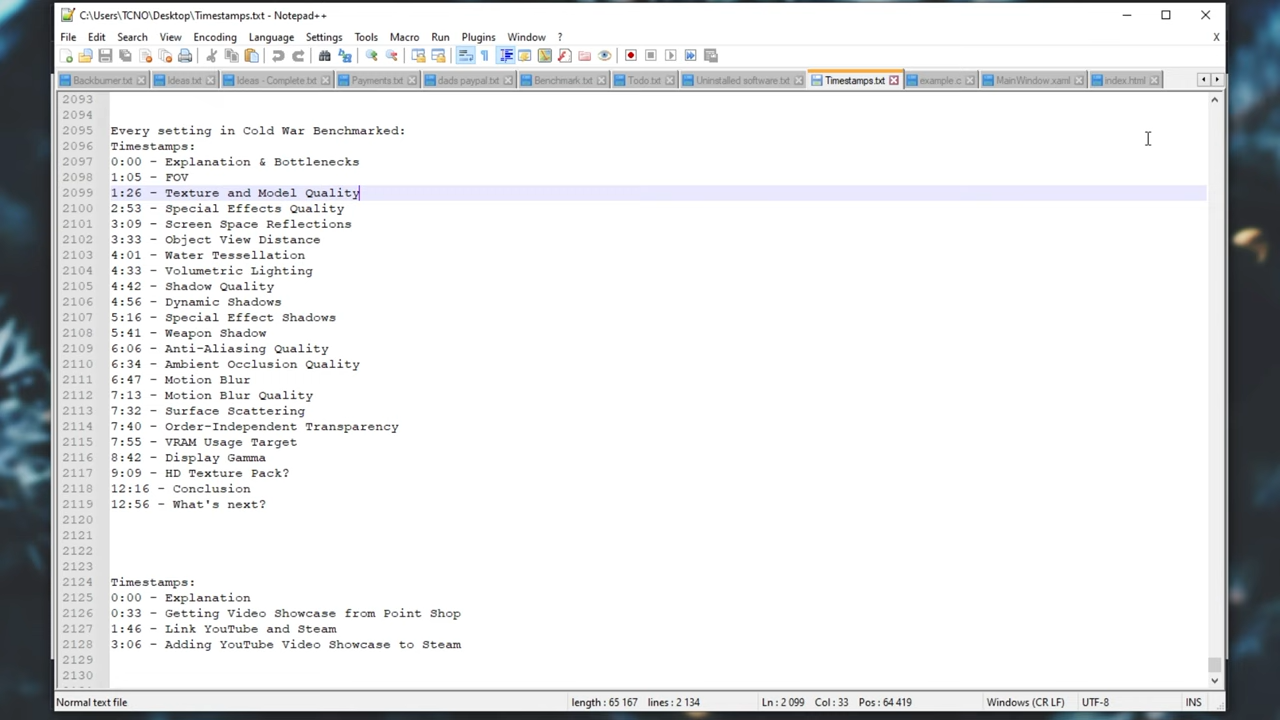 C:\Users\TCNO\Desktop\Timestamps.txt - Notepad++
File Edit Search View Encoding Language Settings Tools Macro Run Plugins Window ? X
Backburner.txt Ideas.txt Ideas - Complete.txt Payments.txt dads paypal.txt Benchmark.txt Todo.txt Uninstalled software.txt Timestamps.txt example.c MainWindow.xaml index.html
2093
2094
2095 Every setting in Cold War Benchmarked:
2096 Timestamps:
2097 0:00 - Explanation & Bottlenecks
2098 1:05 - FOV
2099 1:26 - Texture and Model Quality
2100 2:53 - Special Effects Quality
2101 3:09 - Screen Space Reflections
2102 3:33 - Object View Distance
2103 4:01 - Water Tessellation
2104 4:33 - Volumetric Lighting
2105 4:42 - Shadow Quality
2106 4:56 - Dynamic Shadows
2107 5:16 - Special Effect Shadows
2108 5:41 - Weapon Shadow
2109 6:06 - Anti-Aliasing Quality
2110 6:34 - Ambient Occlusion Quality
2111 6:47 - Motion Blur
2112 7:13 - Motion Blur Quality
2113 7:32 - Surface Scattering
2114 7:40 - Order-Independent Transparency
2115 7:55 - VRAM Usage Target
2116 8:42 - Display Gamma
2117 9:09 - HD Texture Pack?
2118 12:16 - Conclusion
2119 12:56 - What's next?
2120
2121
2122
2123
2124 Timestamps:
2125 0:00 - Explanation
2126 0:33 - Getting Video Showcase from Point Shop
2127 1:46 - Link YouTube and Steam
2128 3:06 - Adding YouTube Video Showcase to Steam
2129
2130
Normal text file length : 65 167 lines : 2 134 Ln : 2 099 Col : 33 Pos : 64 419 Windows (CR LF) UTF-8 INS